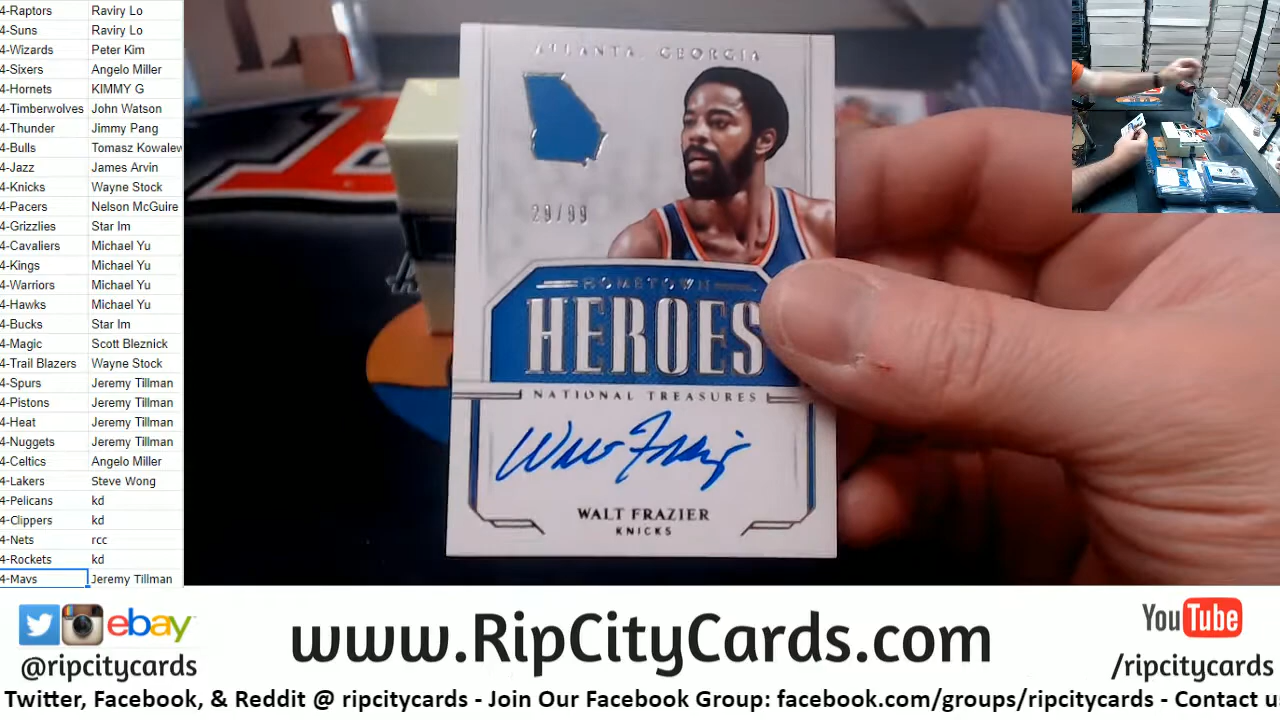 4-Raptors Raviry Lo
4-Suns Raviry Lo
4-Wizards Peter Kim
4-Sixers Angelo Miller
4-Hornets KIMMY G
4-Timberwolves John Watson
4-Thunder Jimmy Pang
4-Bulls Tomasz Kowalew
4-Jazz James Arvin
4-Knicks Wayne Stock
4-Pacers Nelson McGuire
4-Grizzlies Star Im
4-Cavaliers Michael Yu
4-Kings Michael Yu
4-Warriors Michael Yu
4-Hawks Michael Yu
4-Bucks Star Im
4-Magic Scott Bleznick
4-Trail Blazers Wayne Stock
4-Spurs Jeremy Tillman
4-Pistons Jeremy Tillman
4-Heat Jeremy Tillman
4-Nuggets Jeremy Tillman
4-Celtics Angelo Miller
4-Lakers Steve Wong
4-Pelicans kd
4-Clippers kd
4-Nets rcc
4-Rockets kd
4-Mavs Jeremy Tillman
ATLANTA, GEORGIA
29/99
HOMETOWN
HEROES
NATIONAL TREASURES
Walt Frazier
WALT FRAZIER
KNICKS
ebay
@ripcitycards
www.RipCityCards.com
YouTube
/ripcitycards
Twitter, Facebook, & Reddit @ ripcitycards - Join Our Facebook Group: facebook.com/groups/ripcitycards - Contact u